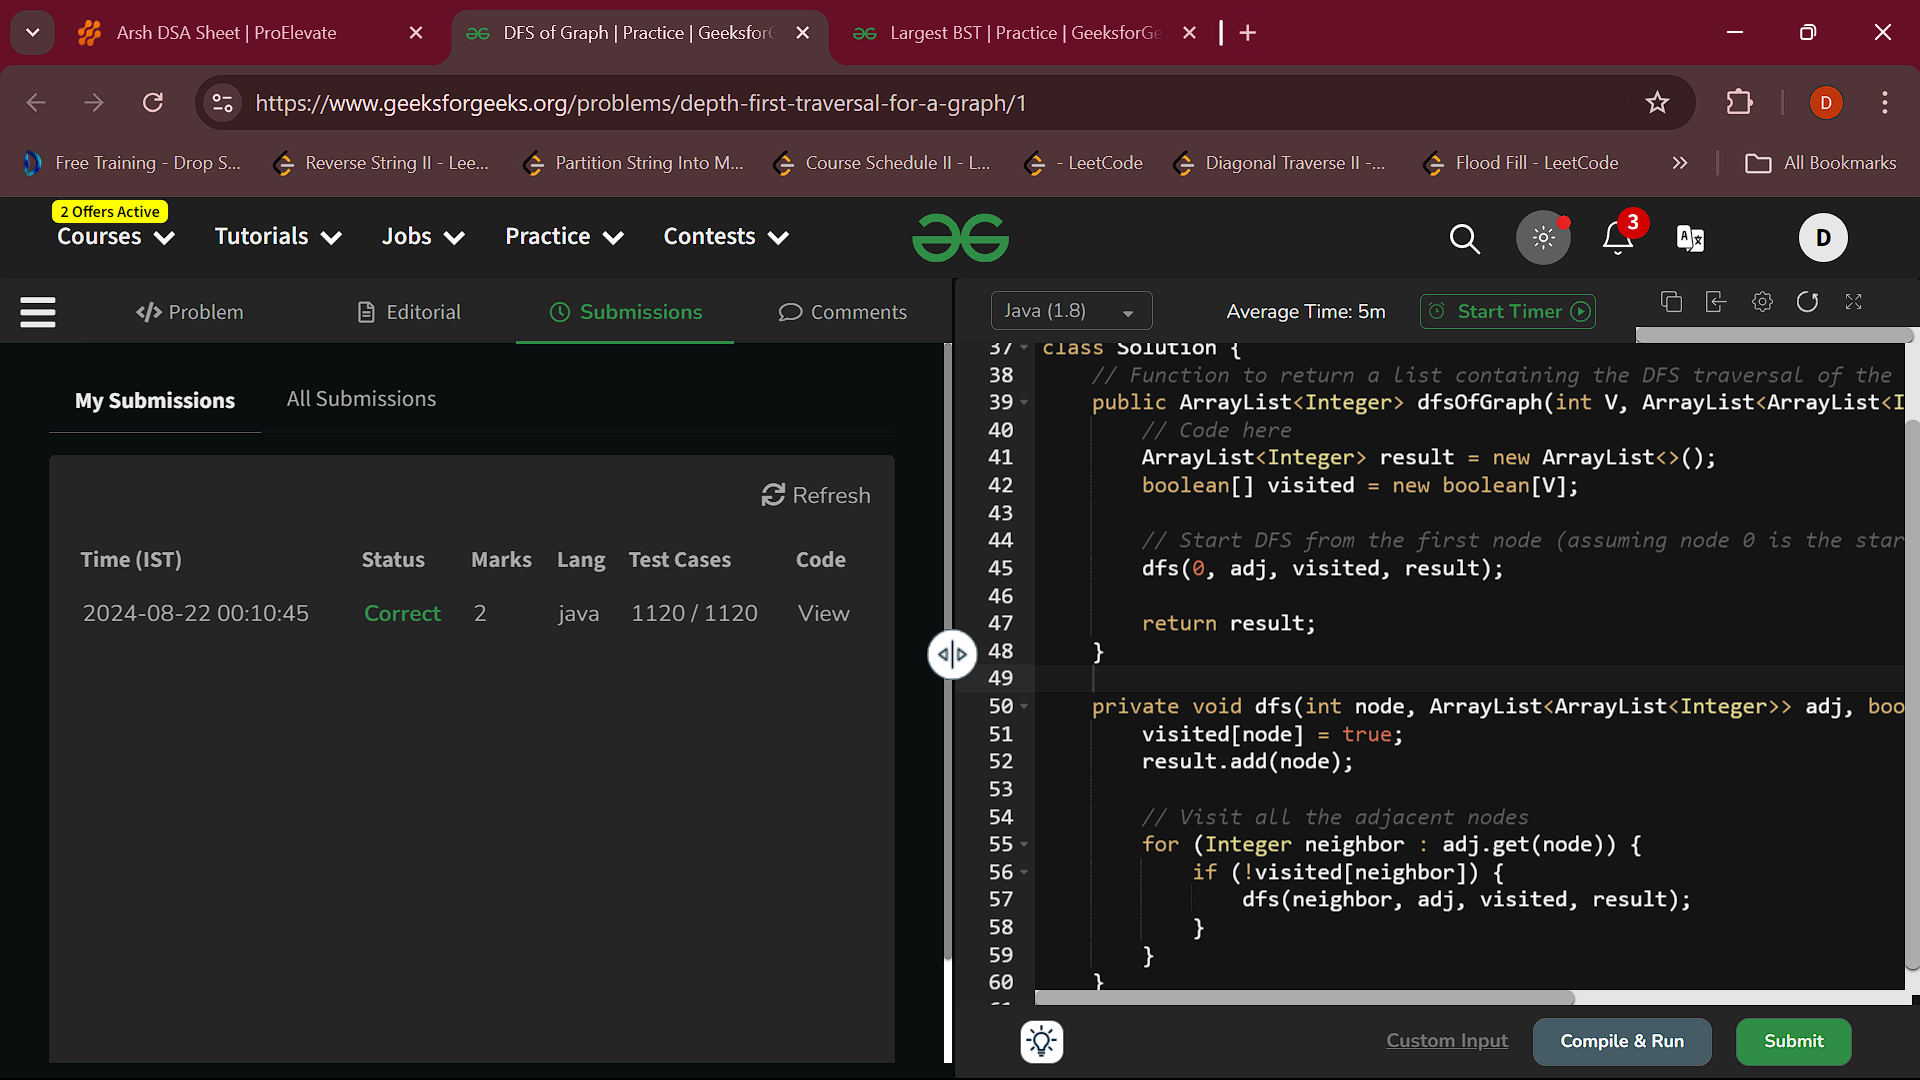 Arsh DSA Sheet | ProElevate
DFS of Graph | Practice | Geeksfor
Largest BST | Practice | GeeksforGe
https://www.geeksforgeeks.org/problems/depth-first-traversal-for-a-graph/1
D
Free Training - Drop S...
Reverse String II - Lee...
Partition String Into M...
Course Schedule II - L...
- LeetCode
Diagonal Traverse II -...
Flood Fill - LeetCode
»
All Bookmarks
2 Offers Active
Courses
Tutorials
Jobs
Practice
Contests
3
D
</> Problem
Editorial
Submissions
Comments
Java (1.8)
Average Time: 5m
Start Timer
My Submissions
All Submissions
Refresh
Time (IST) Status Marks Lang Test Cases Code
2024-08-22 00:10:45 Correct 2 java 1120 / 1120 View
37 class Solution {
38 // Function to return a list containing the DFS traversal of the
39 public ArrayList<Integer> dfsOfGraph(int V, ArrayList<ArrayList<I
40 // Code here
41 ArrayList<Integer> result = new ArrayList<>();
42 boolean[] visited = new boolean[V];
43
44 // Start DFS from the first node (assuming node 0 is the star
45 dfs(0, adj, visited, result);
46
47 return result;
48 }
49
50 private void dfs(int node, ArrayList<ArrayList<Integer>> adj, boo
51 visited[node] = true;
52 result.add(node);
53
54 // Visit all the adjacent nodes
55 for (Integer neighbor : adj.get(node)) {
56 if (!visited[neighbor]) {
57 dfs(neighbor, adj, visited, result);
58 }
59 }
60 }
Custom Input
Compile & Run
Submit